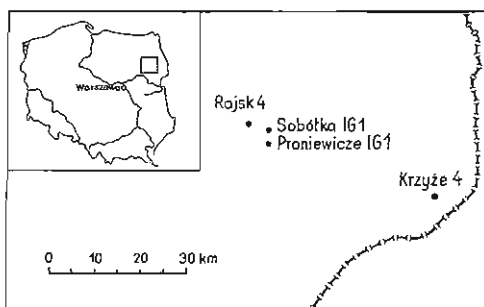 Warszawa
Rajsk 4
Sobótka IG1
Proniewicze IG1
Krzyże 4
0 10 20 30 km